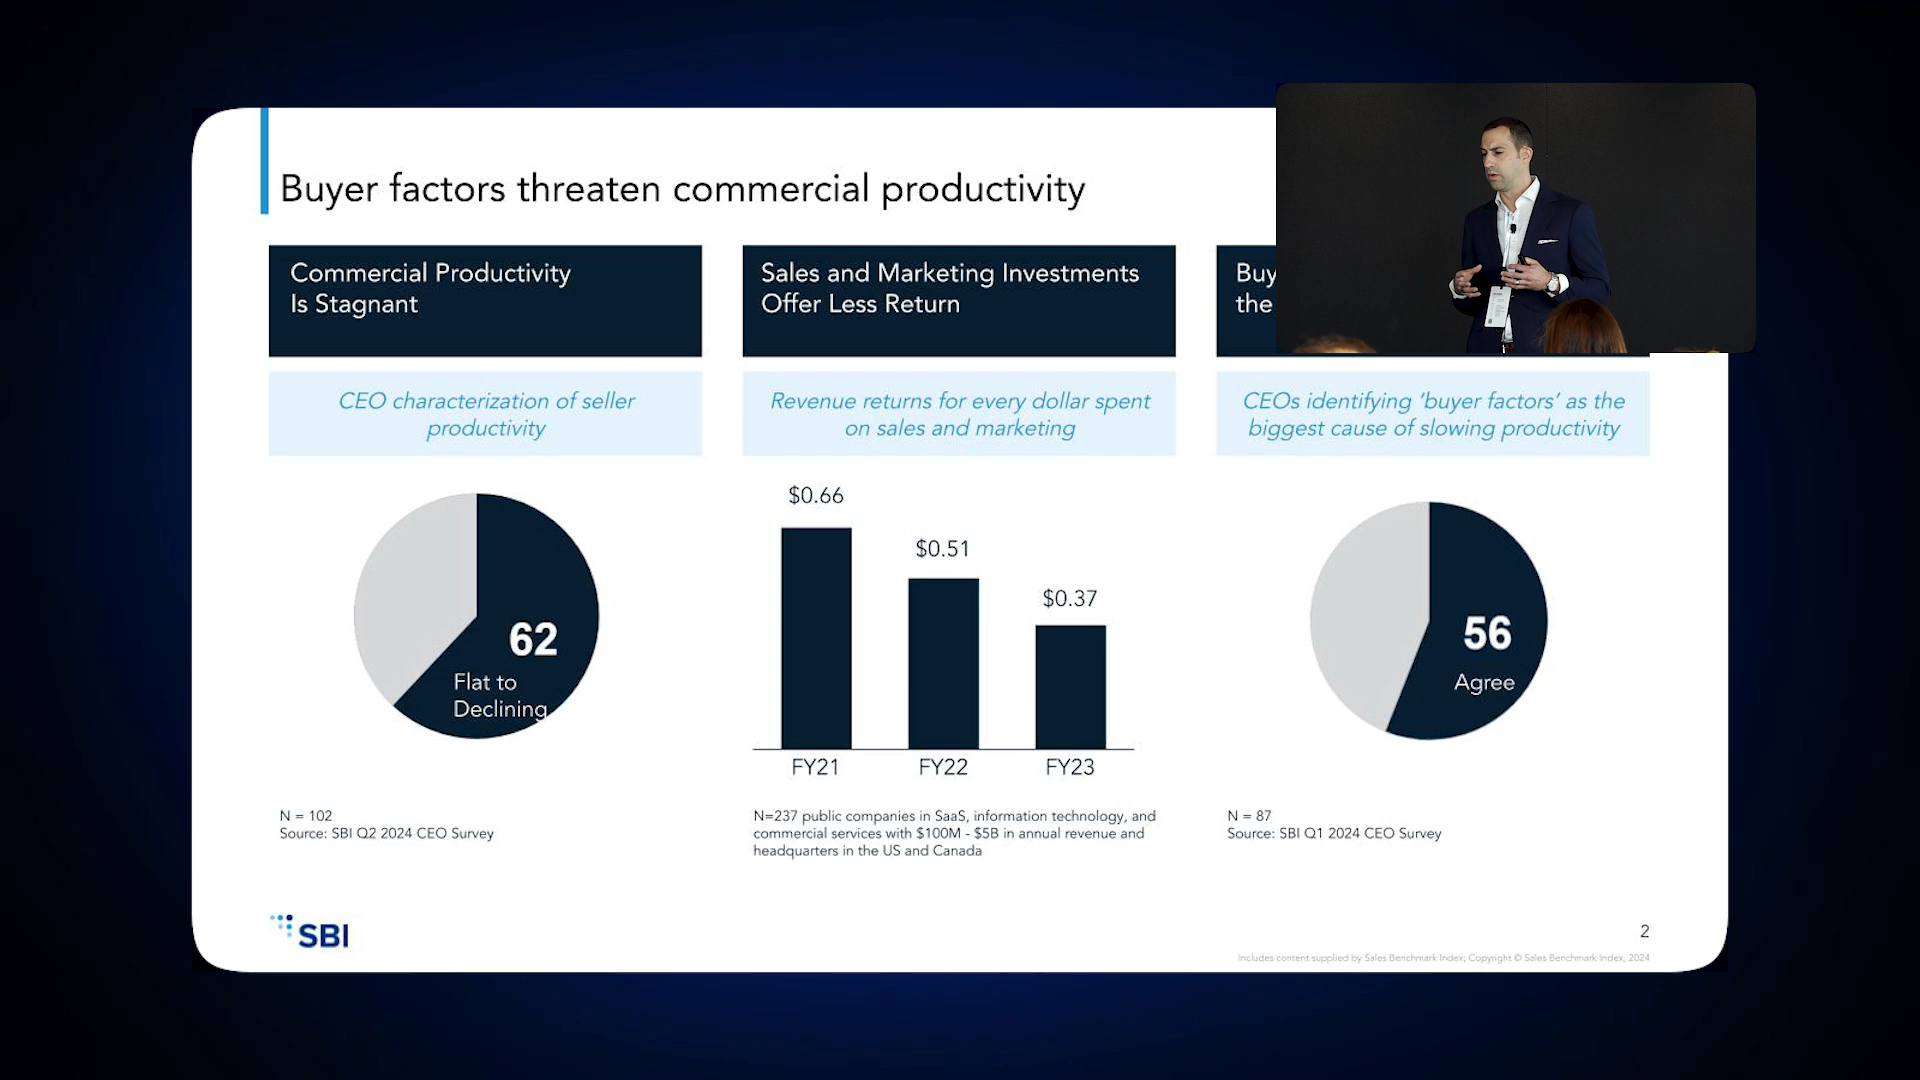 Buyer factors threaten commercial productivity
Commercial Productivity
Is Stagnant
CEO characterization of seller
productivity
62
Flat to
Declining
N = 102
Source: SBI Q2 2024 CEO Survey
Sales and Marketing Investments
Offer Less Return
Revenue returns for every dollar spent
on sales and marketing
$0.66
$0.51
$0.37
FY21
FY22
FY23
N=237 public companies in SaaS, information technology, and
commercial services with $100M - $5B in annual revenue and
headquarters in the US and Canada
Buy
the
CEOs identifying ‘buyer factors’ as the
biggest cause of slowing productivity
56
Agree
N = 87
Source: SBI Q1 2024 CEO Survey
SBI
2
Includes content supplied by Sales Benchmark Index; Copyright © Sales Benchmark Index, 2024